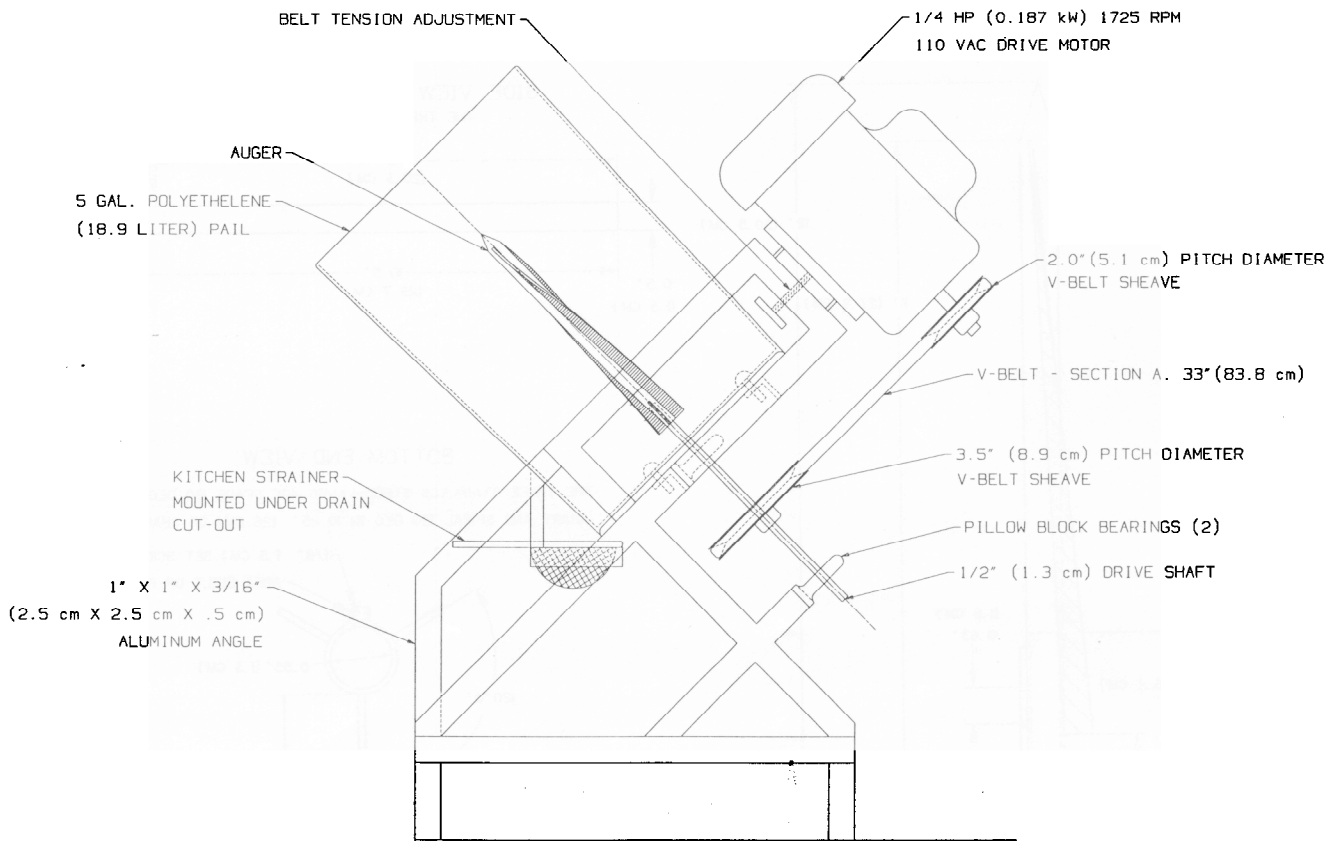 BELT TENSION ADJUSTMENT
1/4 HP (0.187 kW) 1725 RPM
110 VAC DRIVE MOTOR
AUGER
5 GAL. POLYETHELENE
(18.9 LITER) PAIL
2.0" (5.1 cm) PITCH DIAMETER
V-BELT SHEAVE
V-BELT - SECTION A. 33" (83.8 cm)
3.5" (8.9 cm) PITCH DIAMETER
V-BELT SHEAVE
KITCHEN STRAINER
MOUNTED UNDER DRAIN
CUT-OUT
PILLOW BLOCK BEARINGS (2)
1/2" (1.3 cm) DRIVE SHAFT
1" X 1" X 3/16"
(2.5 cm X 2.5 cm X .5 cm)
ALUMINUM ANGLE